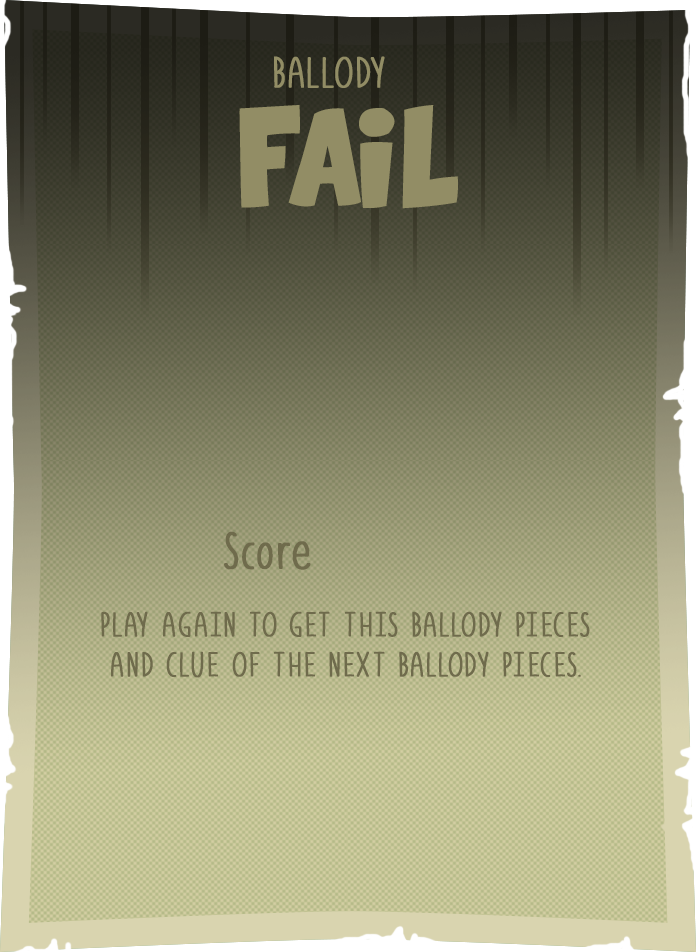 BALLODY
FAiL
Score
PLAY AGAIN TO GET THIS BALLODY PIECES
AND CLUE OF THE NEXT BALLODY PIECES.